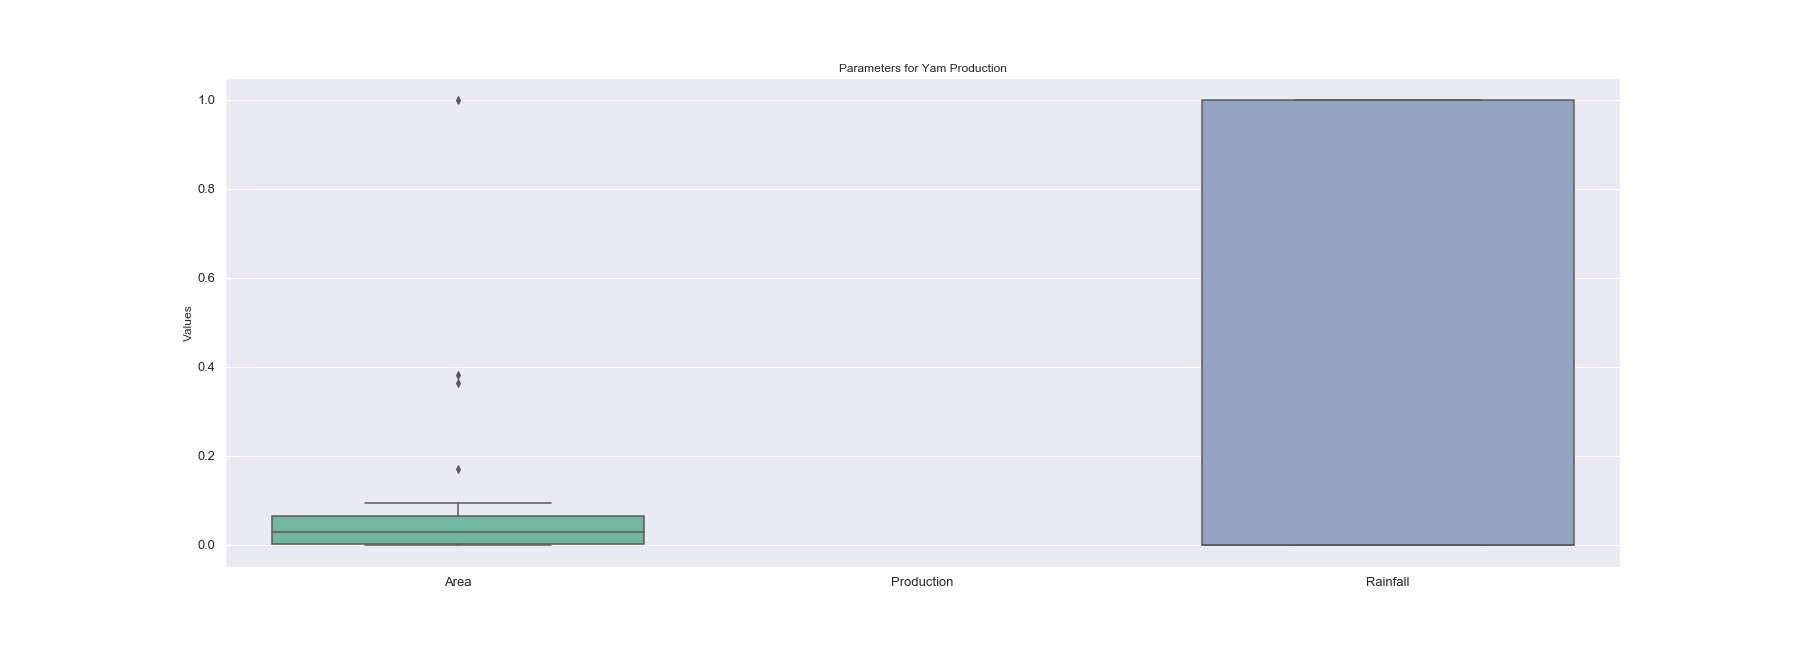 Parameters for Yam Production
1.0
0.8
0.6
0.4
0.2
0.0
Values
Area
Production
Rainfall